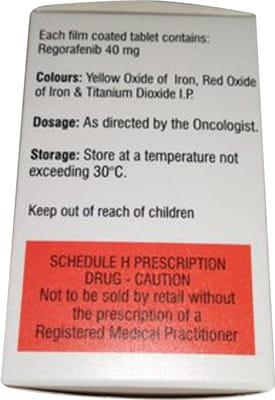 Each film coated tablet contains:
Regorafenib 40 mg
Colours: Yellow Oxide of Iron, Red Oxide
of Iron & Titanium Dioxide I.P.
Dosage: As directed by the Oncologist.
Storage: Store at a temperature not
exceeding 30°C.
Keep out of reach of children
SCHEDULE H PRESCRIPTION
DRUG - CAUTION
Not to be sold by retail without
the prescription of a
Registered Medical Practitioner